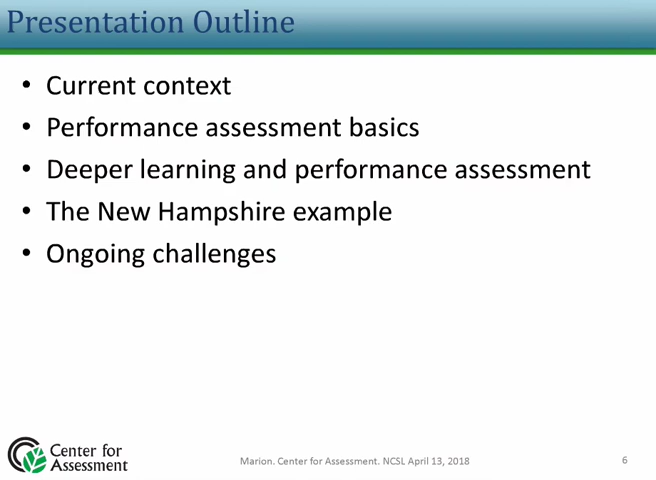 Presentation Outline
• Current context
• Performance assessment basics
• Deeper learning and performance assessment
• The New Hampshire example
• Ongoing challenges
Center for
Assessment
Marion. Center for Assessment. NCSL April 13, 2018
6